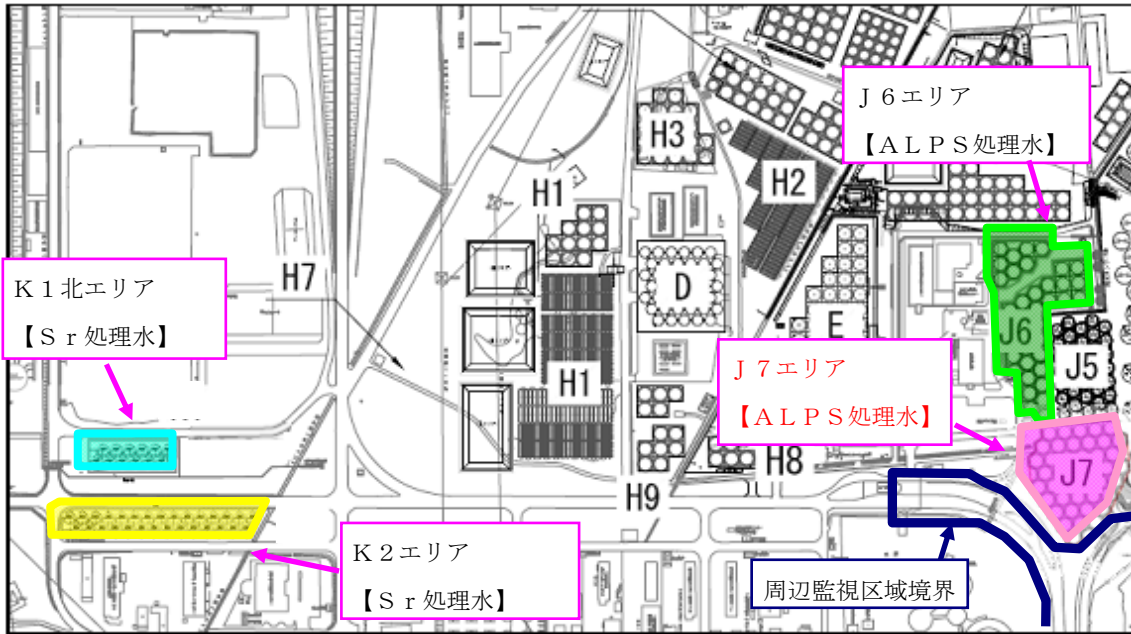 J６エリア
【ＡＬＰＳ処理水】
H3
H2
H1
K１北エリア
【Ｓｒ処理水】
H7
D
E
J6
J5
J７エリア
【ＡＬＰＳ処理水】
H1
H8
J7
H9
K２エリア
【Ｓｒ処理水】
周辺監視区域境界